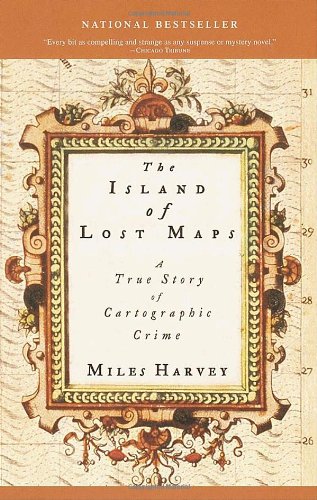 NATIONAL BESTSELLER
"Every bit as compelling and strange as any suspense or mystery novel."
—CHICAGO TRIBUNE
The
ISLAND
of
LOST MAPS
A
True Story
of
Cartographic
Crime
MILES HARVEY
31
30
29
28
27
26